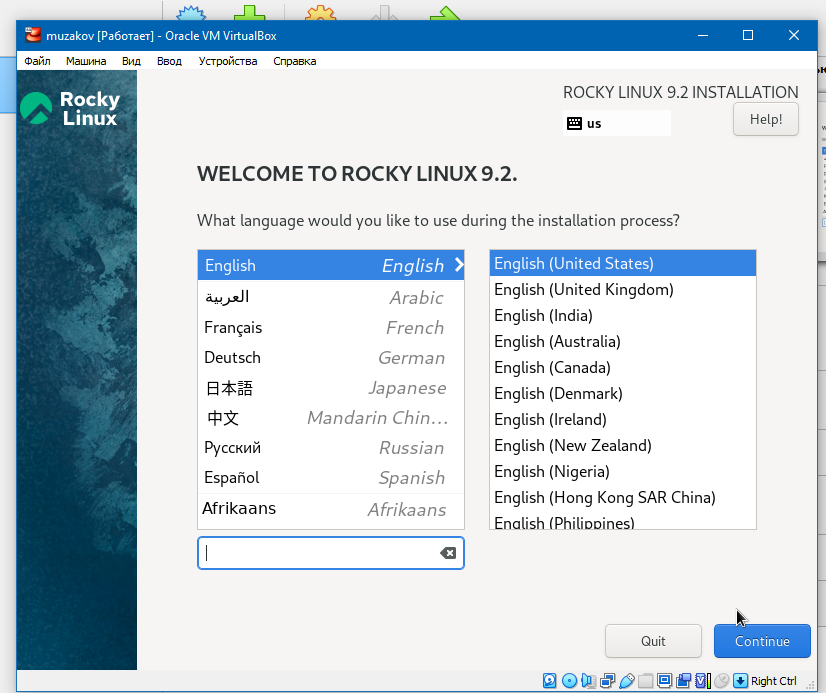 muzakov [Работает] - Oracle VM VirtualBox
Файл Машина Вид Ввод Устройства Справка
Rocky
Linux
ROCKY LINUX 9.2 INSTALLATION
us
Help!
WELCOME TO ROCKY LINUX 9.2.
What language would you like to use during the installation process?
English English
العربية Arabic
Français French
Deutsch German
日本語 Japanese
中文 Mandarin Chin...
Русский Russian
Español Spanish
Afrikaans Afrikaans
English (United States)
English (United Kingdom)
English (India)
English (Australia)
English (Canada)
English (Denmark)
English (Ireland)
English (New Zealand)
English (Nigeria)
English (Hong Kong SAR China)
English (Philippines)
Quit
Continue
Right Ctrl